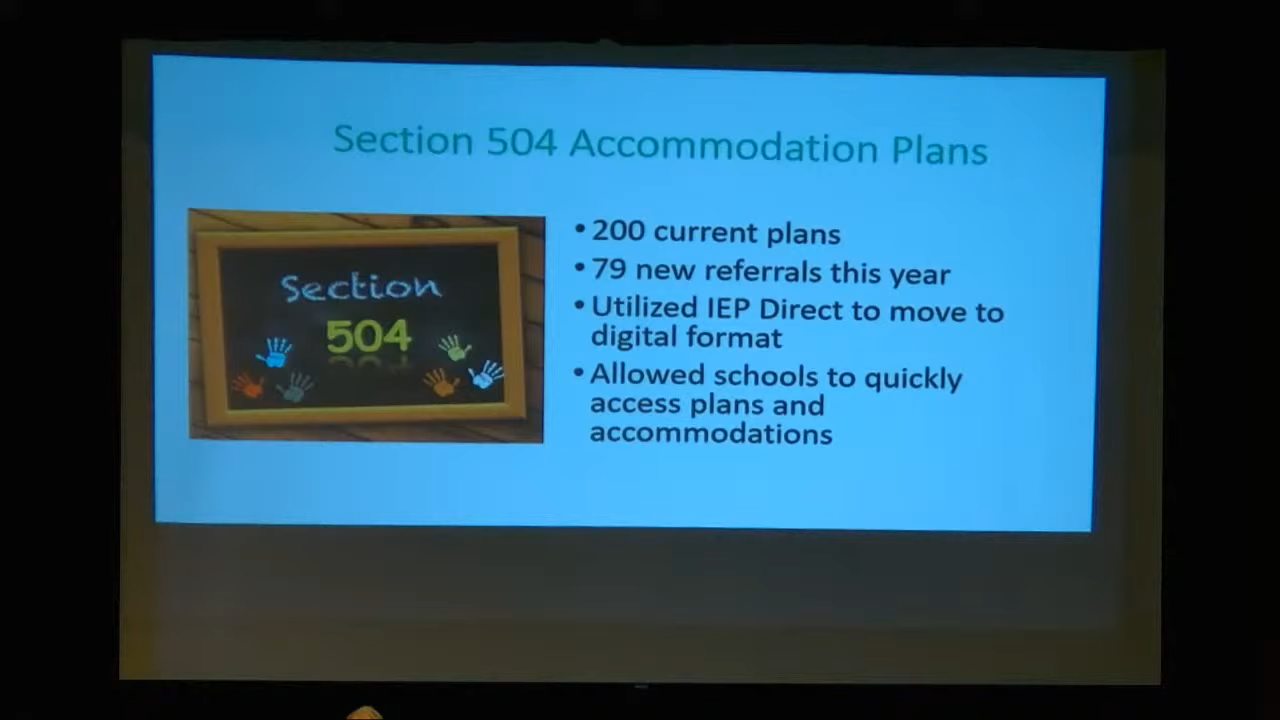 Section 504 Accommodation Plans
Section
504
• 200 current plans
• 79 new referrals this year
• Utilized IEP Direct to move to
digital format
• Allowed schools to quickly
access plans and
accommodations